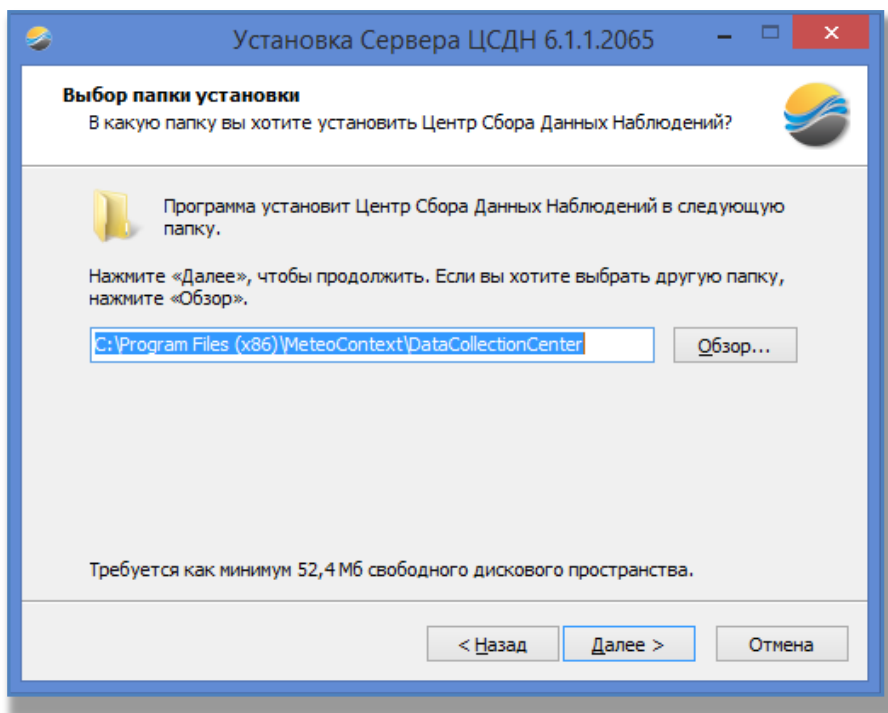 Установка Сервера ЦСДН 6.1.1.2065
Выбор папки установки
В какую папку вы хотите установить Центр Сбора Данных Наблюдений?
Программа установит Центр Сбора Данных Наблюдений в следующую
папку.
Нажмите «Далее», чтобы продолжить. Если вы хотите выбрать другую папку,
нажмите «Обзор».
C:\Program Files (x86)\MeteoContext\DataCollectionCenter
Обзор...
Требуется как минимум 52,4 Мб свободного дискового пространства.
< Назад
Далее >
Отмена